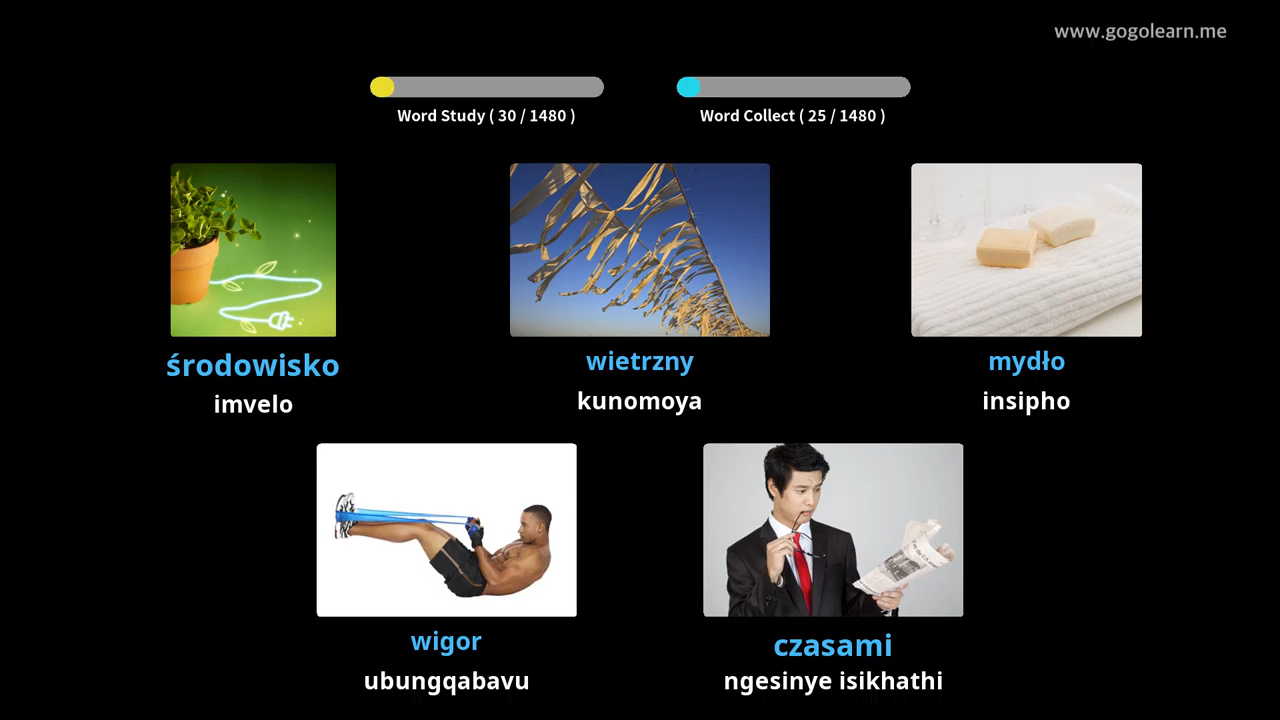 www.gogolearn.me
Word Study ( 30 / 1480 )
Word Collect ( 25 / 1480 )
środowisko
imvelo
wietrzny
kunomoya
mydło
insipho
wigor
ubungqabavu
czasami
ngesinye isikhathi